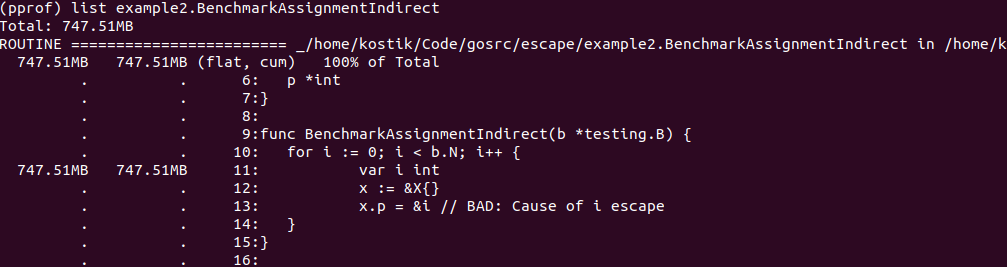 (pprof) list example2.BenchmarkAssignmentIndirect
Total: 747.51MB
ROUTINE ======================== _/home/kostik/Code/gosrc/escape/example2.BenchmarkAssignmentIndirect in /home/k
747.51MB 747.51MB (flat, cum) 100% of Total
. . 6: p *int
. . 7:}
. . 8:
. . 9:func BenchmarkAssignmentIndirect(b *testing.B) {
. . 10: for i := 0; i < b.N; i++ {
747.51MB 747.51MB 11: var i int
. . 12: x := &X{}
. . 13: x.p = &i // BAD: Cause of i escape
. . 14: }
. . 15:}
. . 16: